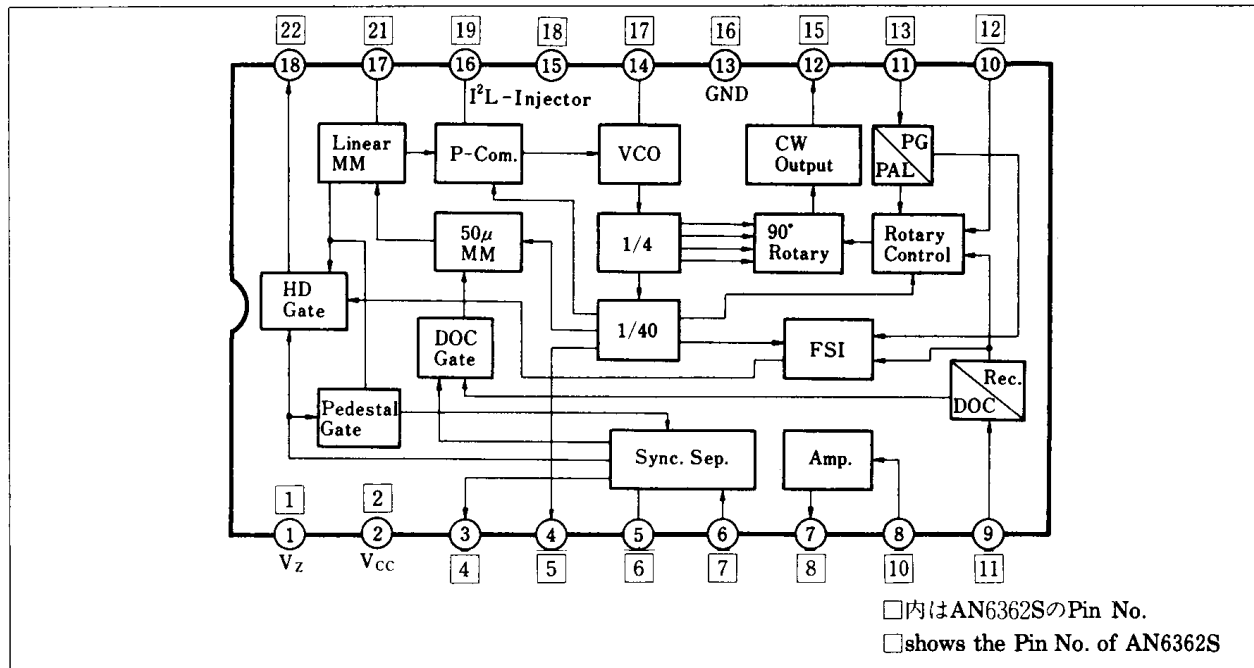 22 21 19 18 17 16 15 13 12
18 17 16 15 14 13 12 11 10
I²L-Injector GND
Linear MM
P-Com.
VCO
CW Output
PG PAL
50μ MM
1/4
90° Rotary
Rotary Control
HD Gate
DOC Gate
1/40
FSI
Rec. DOC
Pedestal Gate
Sync. Sep.
Amp.
1 2
1 2 3 4 5 6 7 8 9
VZ VCC 4 5 6 7 8 10 11
□内はAN6362SのPin No.
□shows the Pin No. of AN6362S